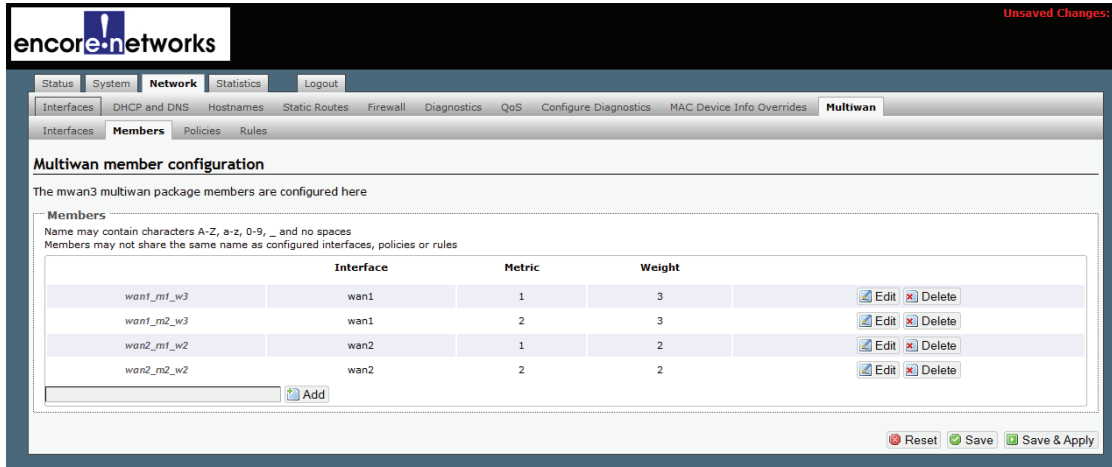 Unsaved Changes:
encore networks
Status System Network Statistics Logout
Interfaces DHCP and DNS Hostnames Static Routes Firewall Diagnostics QoS Configure Diagnostics MAC Device Info Overrides Multiwan
Interfaces Members Policies Rules
Multiwan member configuration
The mwan3 multiwan package members are configured here
Members
Name may contain characters A-Z, a-z, 0-9, _ and no spaces
Members may not share the same name as configured interfaces, policies or rules
Interface Metric Weight
wan1_m1_w3 wan1 1 3 Edit Delete
wan1_m2_w3 wan1 2 3 Edit Delete
wan2_m1_w2 wan2 1 2 Edit Delete
wan2_m2_w2 wan2 2 2 Edit Delete
Add
Reset Save Save & Apply